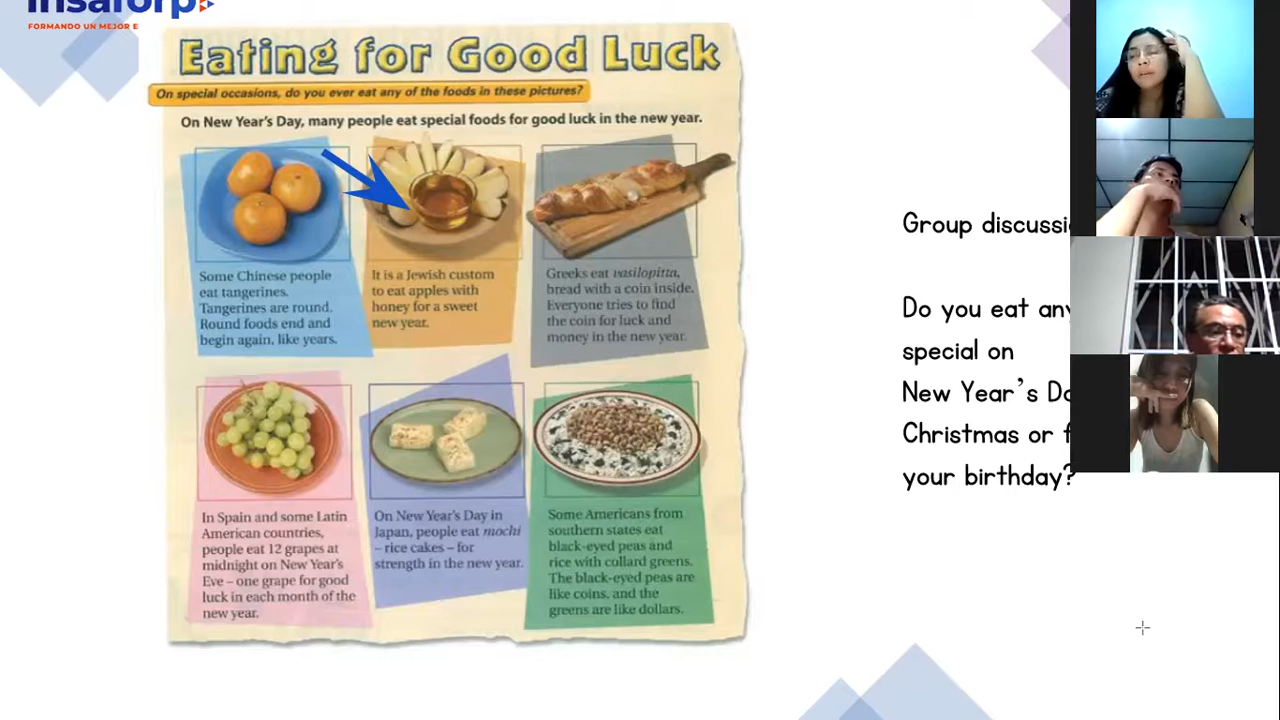 insaforp
FORMANDO UN MEJOR E
Eating for Good Luck
On special occasions, do you ever eat any of the foods in these pictures?
On New Year's Day, many people eat special foods for good luck in the new year.
Some Chinese people
eat tangerines.
Tangerines are round.
Round foods end and
begin again, like years.
It is a Jewish custom
to eat apples with
honey for a sweet
new year.
Greeks eat vasilopitta,
bread with a coin inside.
Everyone tries to find
the coin for luck and
money in the new year.
In Spain and some Latin
American countries,
people eat 12 grapes at
midnight on New Year's
Eve – one grape for good
luck in each month of the
new year.
On New Year's Day in
Japan, people eat mochi
– rice cakes – for
strength in the new year.
Some Americans from
southern states eat
black-eyed peas and
rice with collard greens.
The black-eyed peas are
like coins, and the
greens are like dollars.
Group discussi
Do you eat any
special on
New Year's Da
Christmas or f
your birthday?